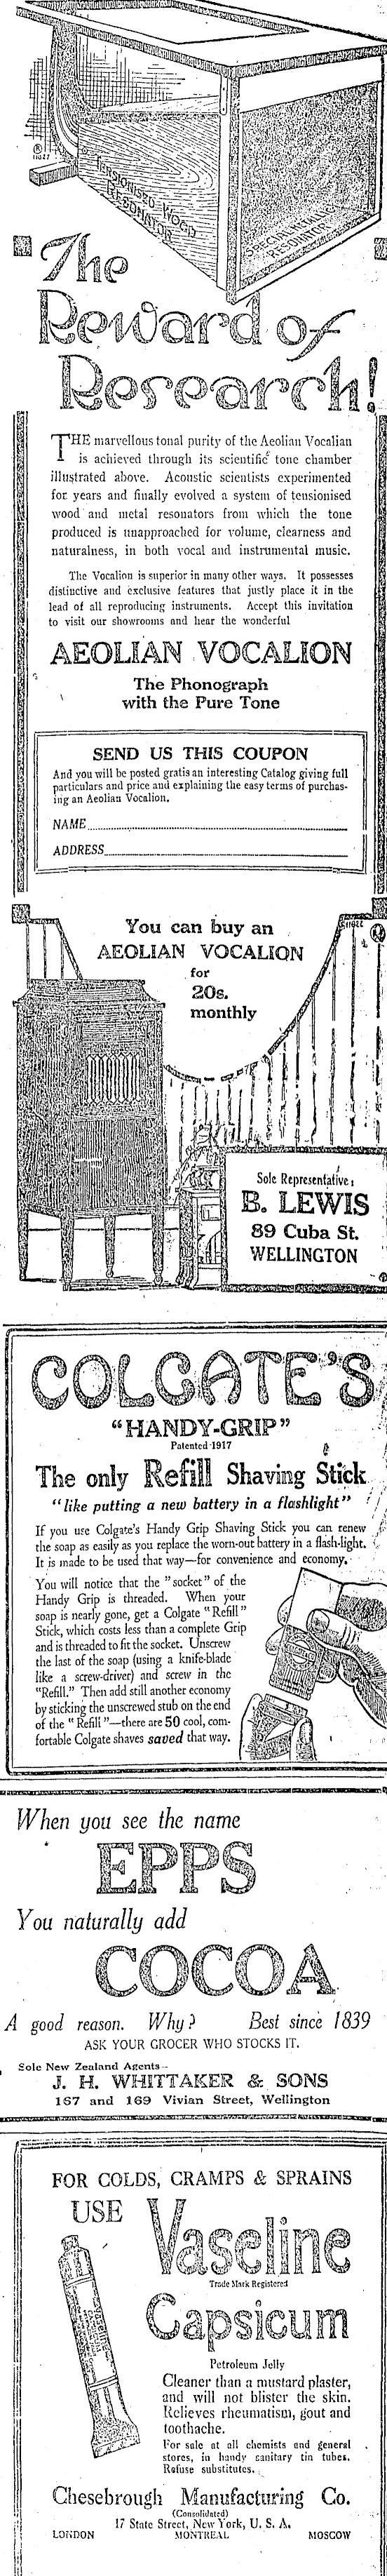 ®
11027
TENSIONISED WOOD
RESONATOR
SPECIAL METALLIC
RESONATOR
The
Reward of
Research!
THE marvellous tonal purity of the Aeolian Vocalian
is achieved through its scientific tone chamber
illustrated above. Acoustic scientists experimented
for years and finally evolved a system of tensionised
wood and metal resonators from which the tone
produced is unapproached for volume, clearness and
naturalness, in both vocal and instrumental music.
The Vocalion is superior in many other ways. It possesses
distinctive and exclusive features that justly place it in the
lead of all reproducing instruments. Accept this invitation
to visit our showrooms and hear the wonderful
AEOLIAN VOCALION
The Phonograph
with the Pure Tone
SEND US THIS COUPON
And you will be posted gratis an interesting Catalog giving full
particulars and price and explaining the easy terms of purchas-
ing an Aeolian Vocalion.
NAME
ADDRESS
You can buy an
AEOLIAN VOCALION
for
20s.
monthly
Sole Representative:
B. LEWIS
89 Cuba St.
WELLINGTON
COLGATE'S
"HANDY-GRIP"
Patented 1917
The only Refill Shaving Stick
"like putting a new battery in a flashlight"
If you use Colgate's Handy Grip Shaving Stick you can renew
the soap as easily as you replace the worn-out battery in a flash-light.
It is made to be used that way—for convenience and economy.
You will notice that the "socket" of the
Handy Grip is threaded. When your
soap is nearly gone, get a Colgate "Refill"
Stick, which costs less than a complete Grip
and is threaded to fit the socket. Unscrew
the last of the soap (using a knife-blade
like a screw-driver) and screw in the
"Refill." Then add still another economy
by sticking the unscrewed stub on the end
of the "Refill"—there are 50 cool, com-
fortable Colgate shaves saved that way.
When you see the name
EPPS
You naturally add
COCOA
A good reason. Why? Best since 1839
ASK YOUR GROCER WHO STOCKS IT.
Sole New Zealand Agents—
J. H. WHITTAKER & SONS
167 and 169 Vivian Street, Wellington
FOR COLDS, CRAMPS & SPRAINS
USE
Vaseline
Trade Mark Registered
Capsicum
Petroleum Jelly
Cleaner than a mustard plaster,
and will not blister the skin.
Relieves rheumatism, gout and
toothache.
For sale at all chemists and general
stores, in handy sanitary tin tubes.
Refuse substitutes.
Chesebrough Manufacturing Co.
(Consolidated)
17 State Street, New York, U. S. A.
LONDON MONTREAL MOSCOW